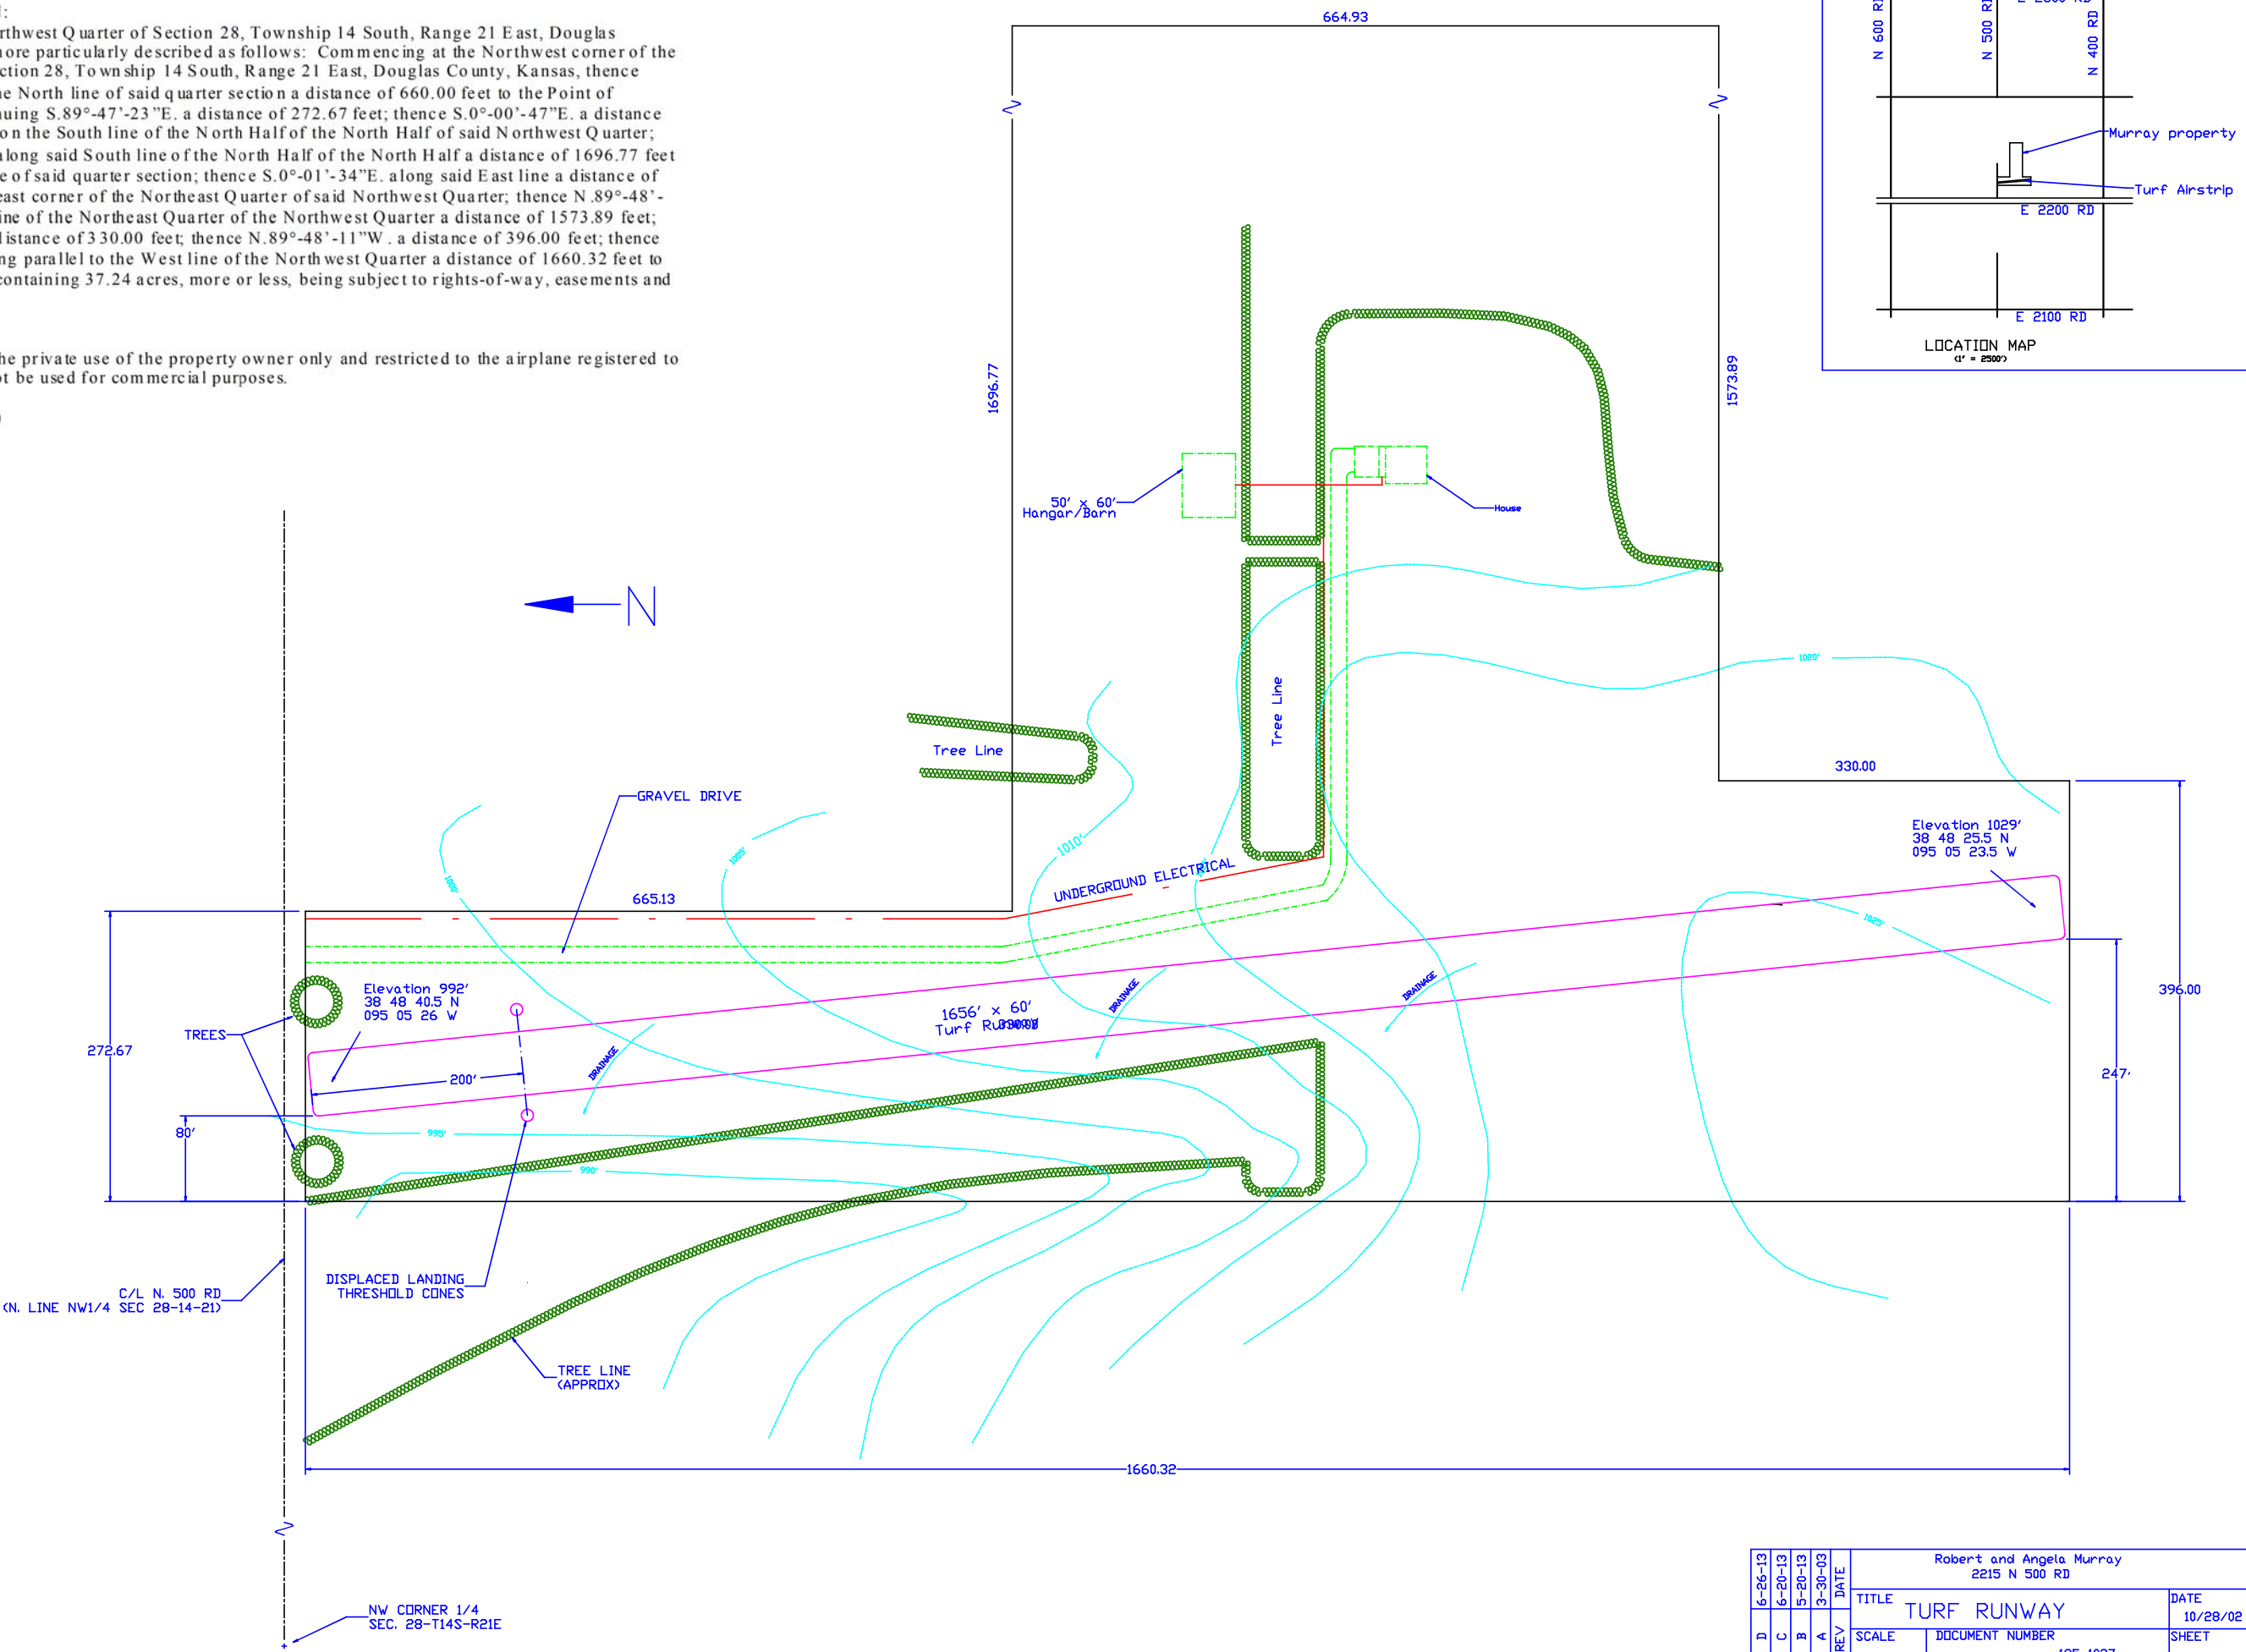 rthwest Quarter of Section 28, Township 14 South, Range 21 East, Douglas
ore particularly described as follows: Commencing at the Northwest corner of the
ction 28, Township 14 South, Range 21 East, Douglas County, Kansas, thence
e North line of said quarter section a distance of 660.00 feet to the Point of
uing S.89°-47'-23"E. a distance of 272.67 feet; thence S.0°-00'-47"E. a distance
on the South line of the North Half of the North Half of said Northwest Quarter;
along said South line of the North Half of the North Half a distance of 1696.77 feet
e of said quarter section; thence S.0°-01'-34"E. along said East line a distance of
east corner of the Northeast Quarter of said Northwest Quarter; thence N.89°-48'-
ine of the Northeast Quarter of the Northwest Quarter a distance of 1573.89 feet;
distance of 330.00 feet; thence N.89°-48'-11"W. a distance of 396.00 feet; thence
ng parallel to the West line of the Northwest Quarter a distance of 1660.32 feet to
containing 37.24 acres, more or less, being subject to rights-of-way, easements and
he private use of the property owner only and restricted to the airplane registered to
ot be used for commercial purposes.
664.93
1696.77
1573.89
N 600 RD
N 500 RD
N 400 RD
Murray property
Turf Airstrip
E 2200 RD
E 2100 RD
LOCATION MAP
(1" = 2500')
50' x 60'
Hangar/Barn
House
N
Tree Line
Tree Line
GRAVEL DRIVE
1020'
330.00
Elevation 1029'
38 48 25.5 N
095 05 23.5 W
1000'
1005'
1010'
1025'
UNDERGROUND ELECTRICAL
665.13
Elevation 992'
38 48 40.5 N
095 05 26 W
TREES
272.67
1656' x 60'
Turf Runway
DRAINAGE
DRAINAGE
DRAINAGE
396.00
247'
200'
80'
995'
990'
DISPLACED LANDING
THRESHOLD CONES
C/L N. 500 RD
(N. LINE NW1/4 SEC 28-14-21)
TREE LINE
(APPROX)
1660.32
NW CORNER 1/4
SEC. 28-T14S-R21E
D 6-26-13
C 6-20-13
B 5-20-13
A 3-30-03
REV DATE
Robert and Angela Murray
2215 N 500 RD
TITLE
TURF RUNWAY
DATE
10/28/02
SCALE
DOCUMENT NUMBER
SHEET